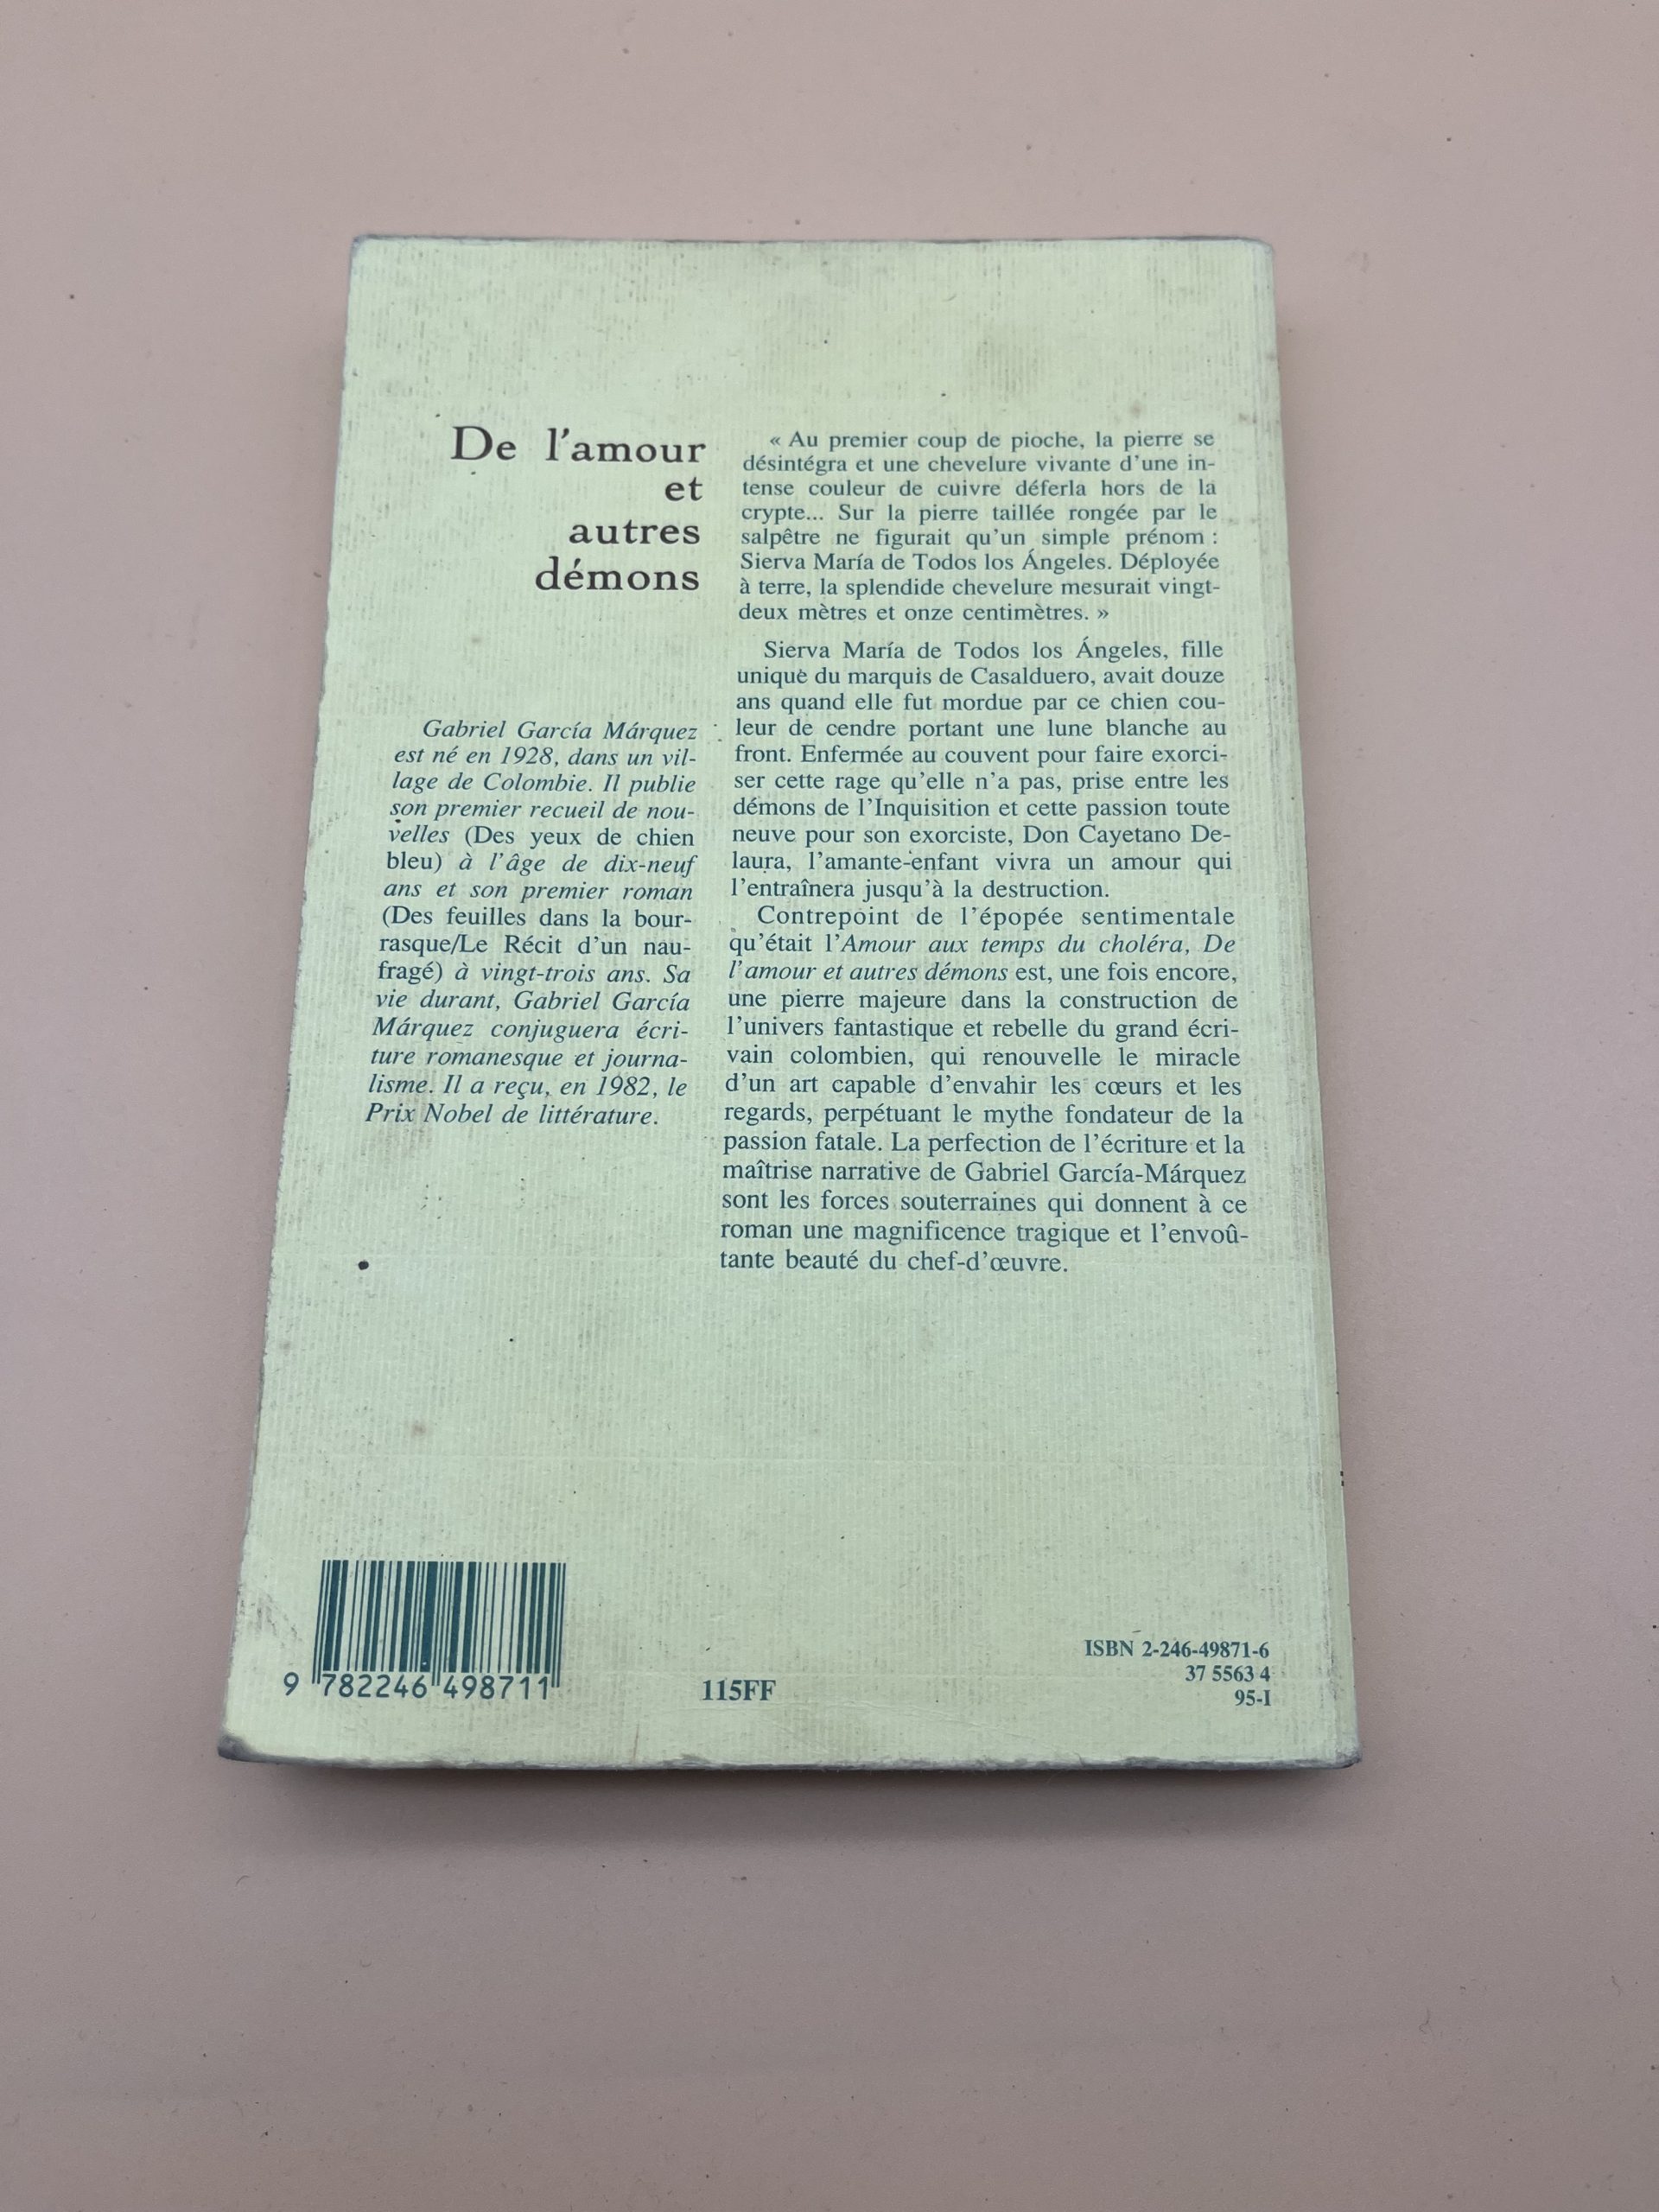 De l'amour
et
autres
démons
Gabriel García Márquez
est né en 1928, dans un vil-
lage de Colombie. Il publie
son premier recueil de nou-
velles (Des yeux de chien
bleu) à l'âge de dix-neuf
ans et son premier roman
(Des feuilles dans la bour-
rasque/Le Récit d'un nau-
fragé) à vingt-trois ans. Sa
vie durant, Gabriel García
Márquez conjuguera écri-
ture romanesque et journa-
lisme. Il a reçu, en 1982, le
Prix Nobel de littérature.
« Au premier coup de pioche, la pierre se
désintégra et une chevelure vivante d'une in-
tense couleur de cuivre déferla hors de la
crypte... Sur la pierre taillée rongée par le
salpêtre ne figurait qu'un simple prénom :
Sierva María de Todos los Ángeles. Déployée
à terre, la splendide chevelure mesurait vingt-
deux mètres et onze centimètres. »
Sierva María de Todos los Ángeles, fille
unique du marquis de Casalduero, avait douze
ans quand elle fut mordue par ce chien cou-
leur de cendre portant une lune blanche au
front. Enfermée au couvent pour faire exorci-
ser cette rage qu'elle n'a pas, prise entre les
démons de l'Inquisition et cette passion toute
neuve pour son exorciste, Don Cayetano De-
laura, l'amante-enfant vivra un amour qui
l'entraînera jusqu'à la destruction.
Contrepoint de l'épopée sentimentale
qu'était l'Amour aux temps du choléra, De
l'amour et autres démons est, une fois encore,
une pierre majeure dans la construction de
l'univers fantastique et rebelle du grand écri-
vain colombien, qui renouvelle le miracle
d'un art capable d'envahir les cœurs et les
regards, perpétuant le mythe fondateur de la
passion fatale. La perfection de l'écriture et la
maîtrise narrative de Gabriel García-Márquez
sont les forces souterraines qui donnent à ce
roman une magnificence tragique et l'envoû-
tante beauté du chef-d'œuvre.
9 782246 498711
115FF
ISBN 2-246-49871-6
37 5563 4
95-I